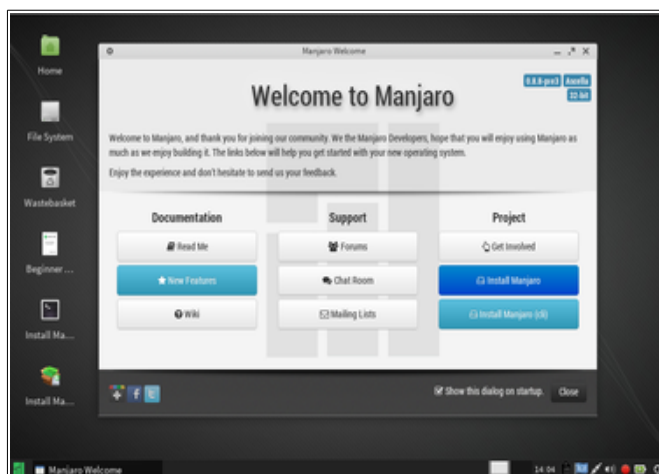 Home
File System
Wastebasket
Beginner ...
Install Ma...
Install Ma...
Manjaro Welcome
0.8.8-pre3 Ascella
32-bit
Welcome to Manjaro
Welcome to Manjaro, and thank you for joining our community. We the Manjaro Developers, hope that you will enjoy using Manjaro as
much as we enjoy building it. The links below will help you get started with your new operating system.
Enjoy the experience and don't hesitate to send us your feedback.
Documentation Support Project
Read Me Forums Get Involved
New Features Chat Room Install Manjaro
Wiki Mailing Lists Install Manjaro (cli)
Show this dialog on startup. Close
Manjaro Welcome 14:04